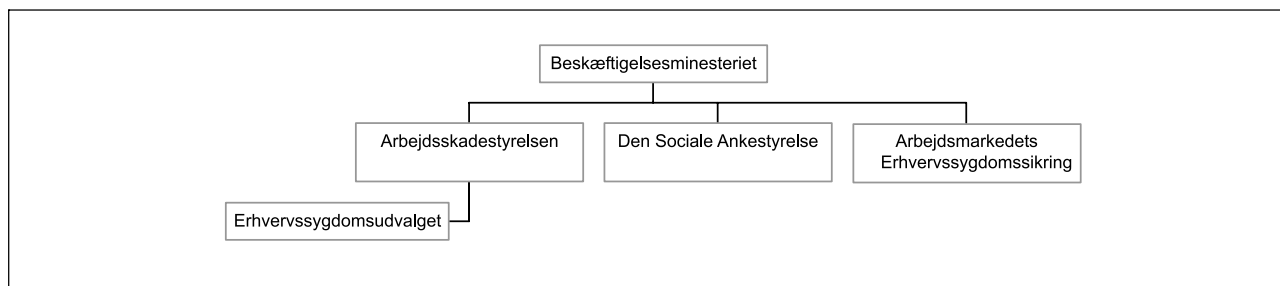 Beskæftigelsesminesteriet
Arbejdsskadestyrelsen
Den Sociale Ankestyrelse
Arbejdsmarkedets
Erhvervssygdomssikring
Erhvervssygdomsudvalget